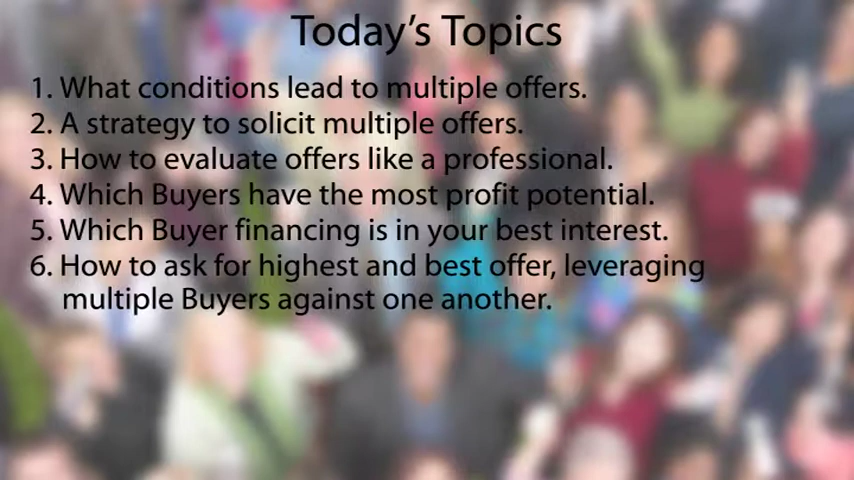 Today’s Topics
1. What conditions lead to multiple offers.
2. A strategy to solicit multiple offers.
3. How to evaluate offers like a professional.
4. Which Buyers have the most profit potential.
5. Which Buyer financing is in your best interest.
6. How to ask for highest and best offer, leveraging
multiple Buyers against one another.